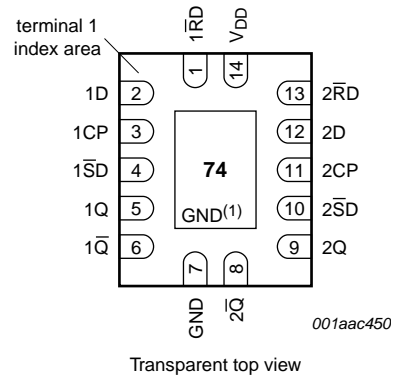 terminal 1
index area
1R̅D
V_DD
1
14
1D 2
13 2R̅D
1CP 3
12 2D
1S̅D 4
74
11 2CP
1Q 5
GND(1)
10 2S̅D
1Q̅ 6
9 2Q
7
8
GND
2Q̅
001aac450
Transparent top view